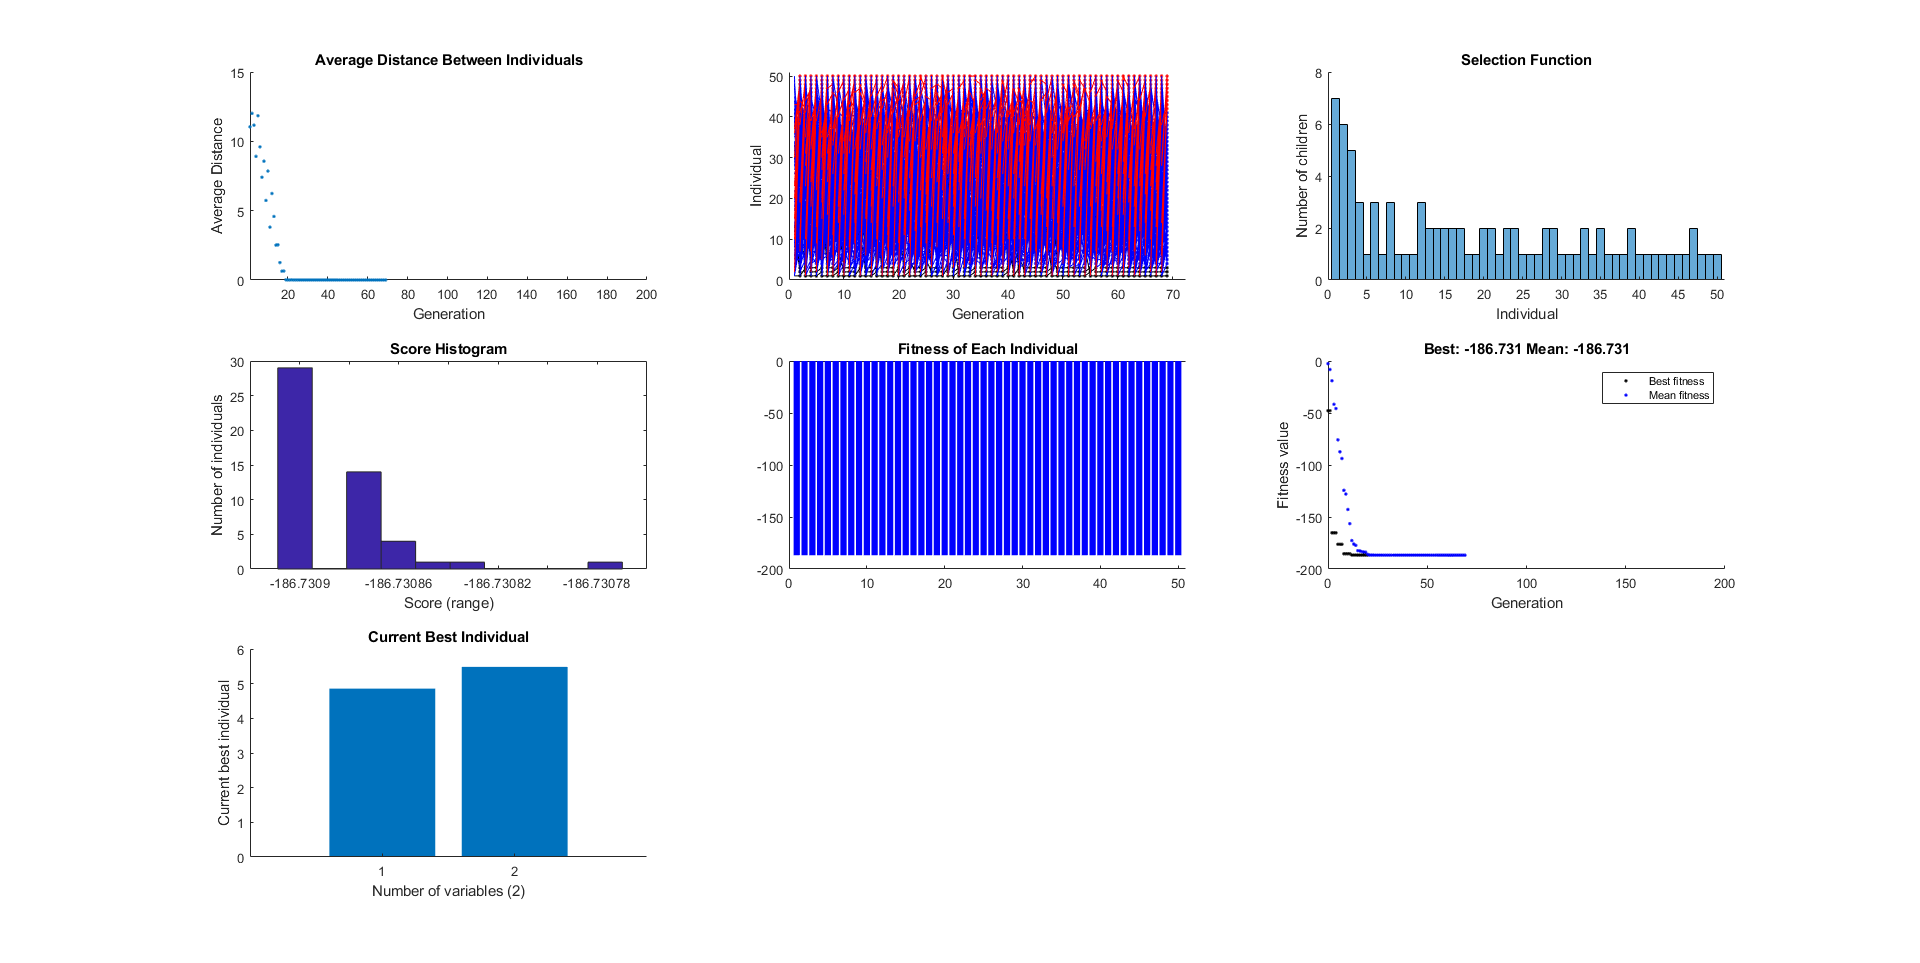 Average Distance Between Individuals
15
10
5
0
Average Distance
20 40 60 80 100 120 140 160 180 200
Generation
50
40
30
20
10
0
Individual
0 10 20 30 40 50 60 70
Generation
Selection Function
8
6
4
2
0
Number of children
0 5 10 15 20 25 30 35 40 45 50
Individual
Score Histogram
30
25
20
15
10
5
0
Number of individuals
-186.7309 -186.73086 -186.73082 -186.73078
Score (range)
Fitness of Each Individual
0
-50
-100
-150
-200
0 10 20 30 40 50
Best: -186.731 Mean: -186.731
0
-50
-100
-150
-200
Fitness value
Best fitness
Mean fitness
0 50 100 150 200
Generation
Current Best Individual
6
5
4
3
2
1
0
Current best individual
1 2
Number of variables (2)